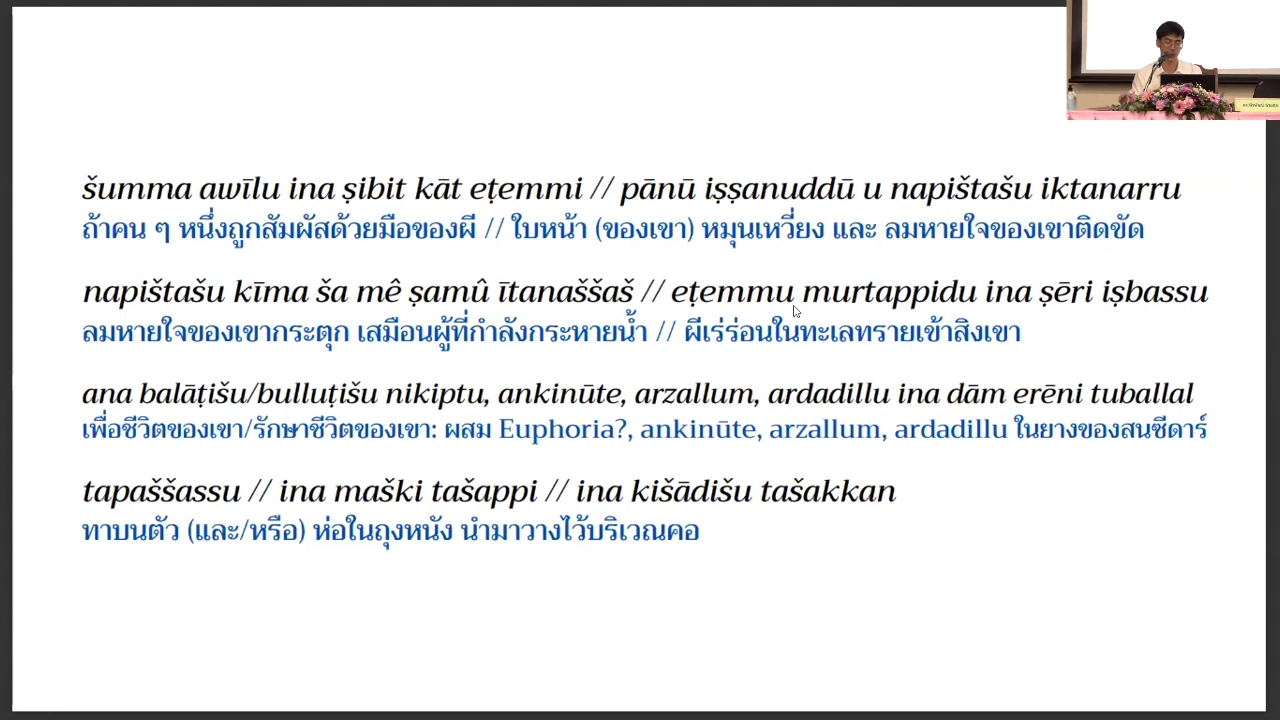 šumma awīlu ina ṣibit kāt eṭemmi // pānū iṣṣanuddū u napištašu iktanarru
ถ้าคน ๆ หนึ่งถูกสัมผัสด้วยมือของผี // ใบหน้า (ของเขา) หมุนเหวี่ยง และ ลมหายใจของเขาติดขัด
napištašu kīma ša mê ṣamû ītanaššaš // eṭemmu murtappidu ina ṣēri iṣbassu
ลมหายใจของเขากระตุก เสมือนผู้ที่กำลังกระหายน้ำ // ผีเร่ร่อนในทะเลทรายเข้าสิงเขา
ana balāṭišu/bulluṭišu nikiptu, ankinūte, arzallum, ardadillu ina dām erēni tuballal
เพื่อชีวิตของเขา/รักษาชีวิตของเขา: ผสม Euphoria?, ankinūte, arzallum, ardadillu ในยางของสนซีดาร์
tapaššassu // ina maški tašappi // ina kišādišu tašakkan
ทาบนตัว (และ/หรือ) ห่อในถุงหนัง นำมาวางไว้บริเวณคอ